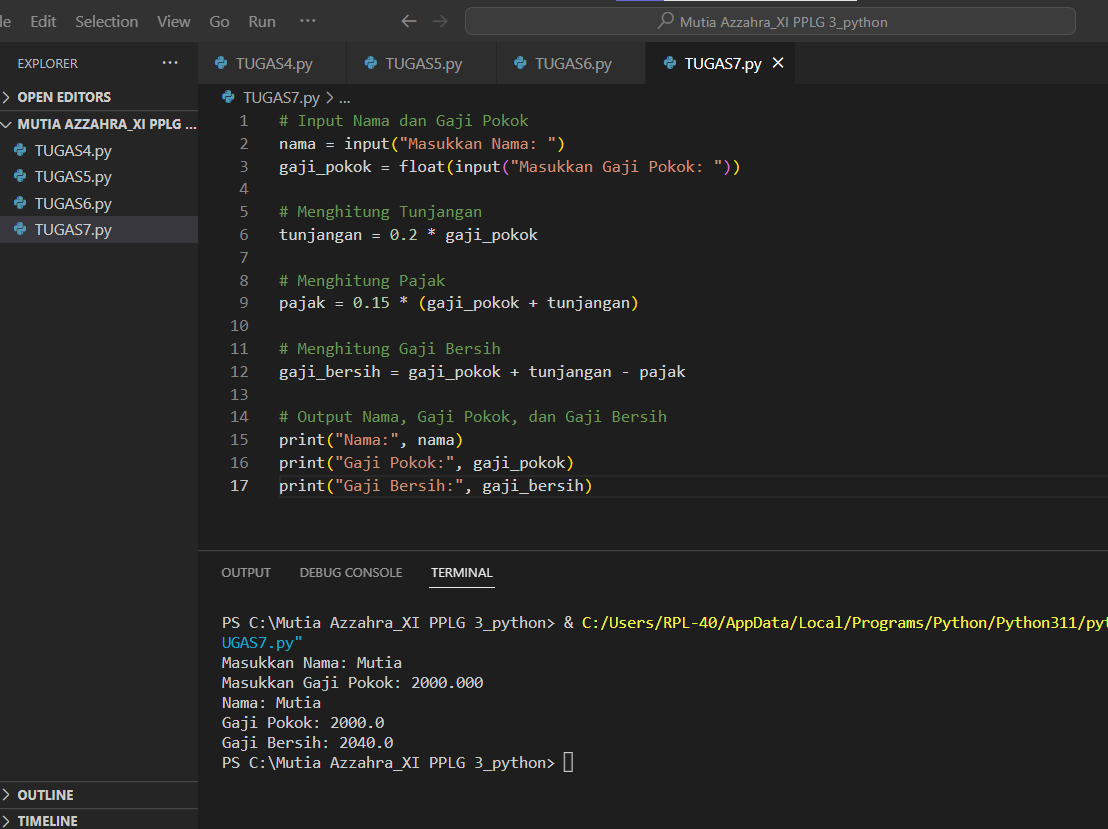 le Edit Selection View Go Run ··· ← → Mutia Azzahra_XI PPLG 3_python
EXPLORER ···
OPEN EDITORS
MUTIA AZZAHRA_XI PPLG ...
TUGAS4.py
TUGAS5.py
TUGAS6.py
TUGAS7.py
OUTLINE
TIMELINE
TUGAS4.py TUGAS5.py TUGAS6.py TUGAS7.py ×
TUGAS7.py > ...
1 # Input Nama dan Gaji Pokok
2 nama = input("Masukkan Nama: ")
3 gaji_pokok = float(input("Masukkan Gaji Pokok: "))
4
5 # Menghitung Tunjangan
6 tunjangan = 0.2 * gaji_pokok
7
8 # Menghitung Pajak
9 pajak = 0.15 * (gaji_pokok + tunjangan)
10
11 # Menghitung Gaji Bersih
12 gaji_bersih = gaji_pokok + tunjangan - pajak
13
14 # Output Nama, Gaji Pokok, dan Gaji Bersih
15 print("Nama:", nama)
16 print("Gaji Pokok:", gaji_pokok)
17 print("Gaji Bersih:", gaji_bersih)
OUTPUT DEBUG CONSOLE TERMINAL
PS C:\Mutia Azzahra_XI PPLG 3_python> & C:/Users/RPL-40/AppData/Local/Programs/Python/Python311/pyt
UGAS7.py"
Masukkan Nama: Mutia
Masukkan Gaji Pokok: 2000.000
Nama: Mutia
Gaji Pokok: 2000.0
Gaji Bersih: 2040.0
PS C:\Mutia Azzahra_XI PPLG 3_python>